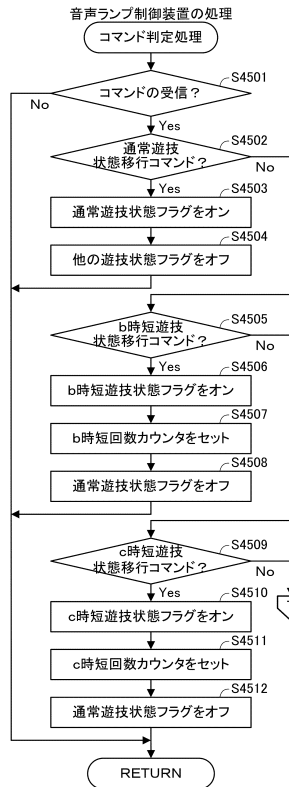 音声ランプ制御装置の処理
コマンド判定処理
S4501
コマンドの受信?
No
Yes
S4502
通常遊技
状態移行コマンド?
No
Yes
S4503
通常遊技状態フラグをオン
S4504
他の遊技状態フラグをオフ
S4505
b時短遊技
状態移行コマンド?
No
Yes
S4506
b時短遊技状態フラグをオン
S4507
b時短回数カウンタをセット
S4508
通常遊技状態フラグをオフ
S4509
c時短遊技
状態移行コマンド?
No
Yes
S4510
c時短遊技状態フラグをオン
S4511
c時短回数カウンタをセット
S4512
通常遊技状態フラグをオフ
RETURN